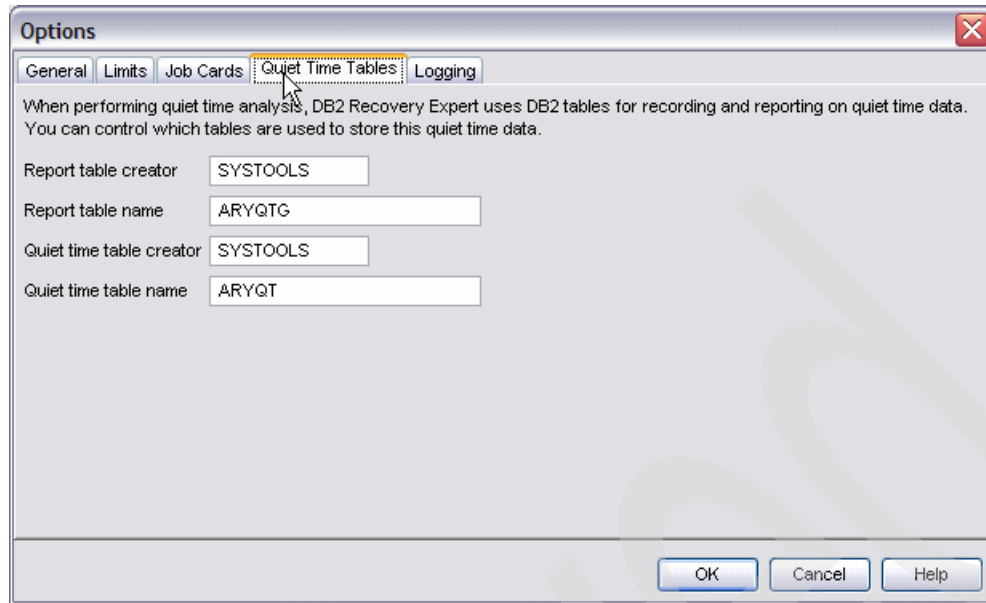 Options
General Limits Job Cards Quiet Time Tables Logging
When performing quiet time analysis, DB2 Recovery Expert uses DB2 tables for recording and reporting on quiet time data.
You can control which tables are used to store this quiet time data.
Report table creator SYSTOOLS
Report table name ARYQTG
Quiet time table creator SYSTOOLS
Quiet time table name ARYQT
OK Cancel Help